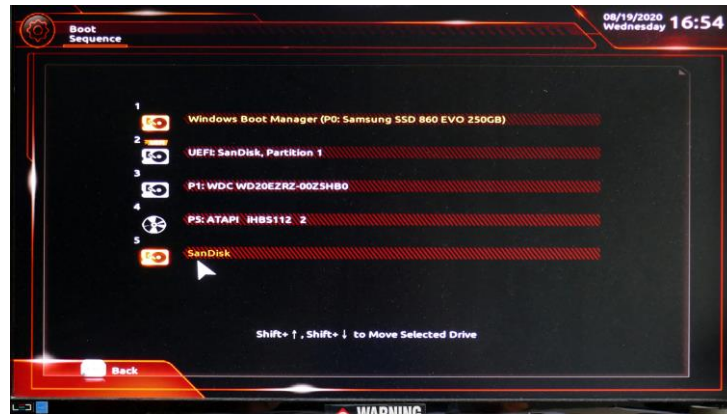 Boot
Sequence
08/19/2020
Wednesday 16:54
1
Windows Boot Manager (P0: Samsung SSD 860 EVO 250GB)
2
UEFI: SanDisk, Partition 1
3
P1: WDC WD20EZRZ-00Z5HB0
4
P5: ATAPI iHBS112 2
5
SanDisk
Shift+ ↑ , Shift+ ↓ to Move Selected Drive
Back
WARNING